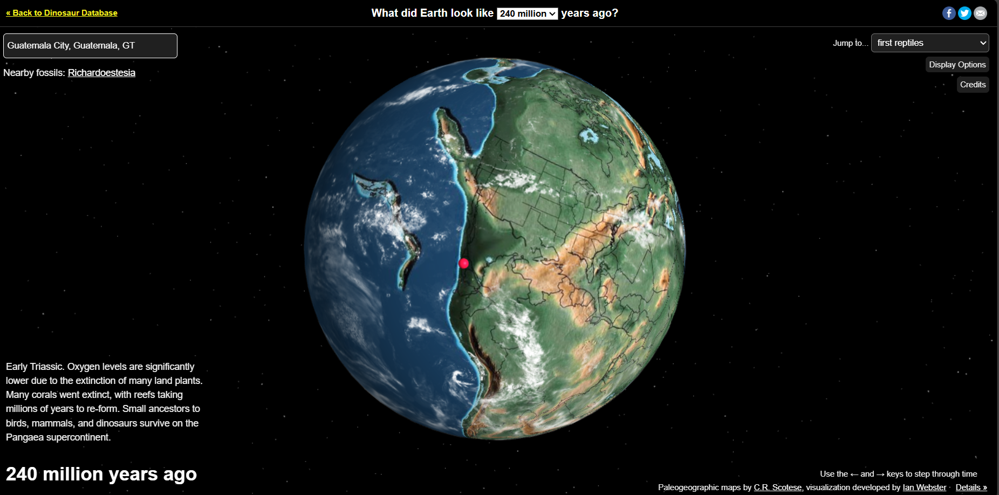 « Back to Dinosaur Database
What did Earth look like 240 million years ago?
Guatemala City, Guatemala, GT
Jump to... first reptiles
Display Options
Nearby fossils: Richardoestesia
Credits
Early Triassic. Oxygen levels are significantly
lower due to the extinction of many land plants.
Many corals went extinct, with reefs taking
millions of years to re-form. Small ancestors to
birds, mammals, and dinosaurs survive on the
Pangaea supercontinent.
240 million years ago
Use the ← and → keys to step through time
Paleogeographic maps by C.R. Scotese, visualization developed by Ian Webster · Details »